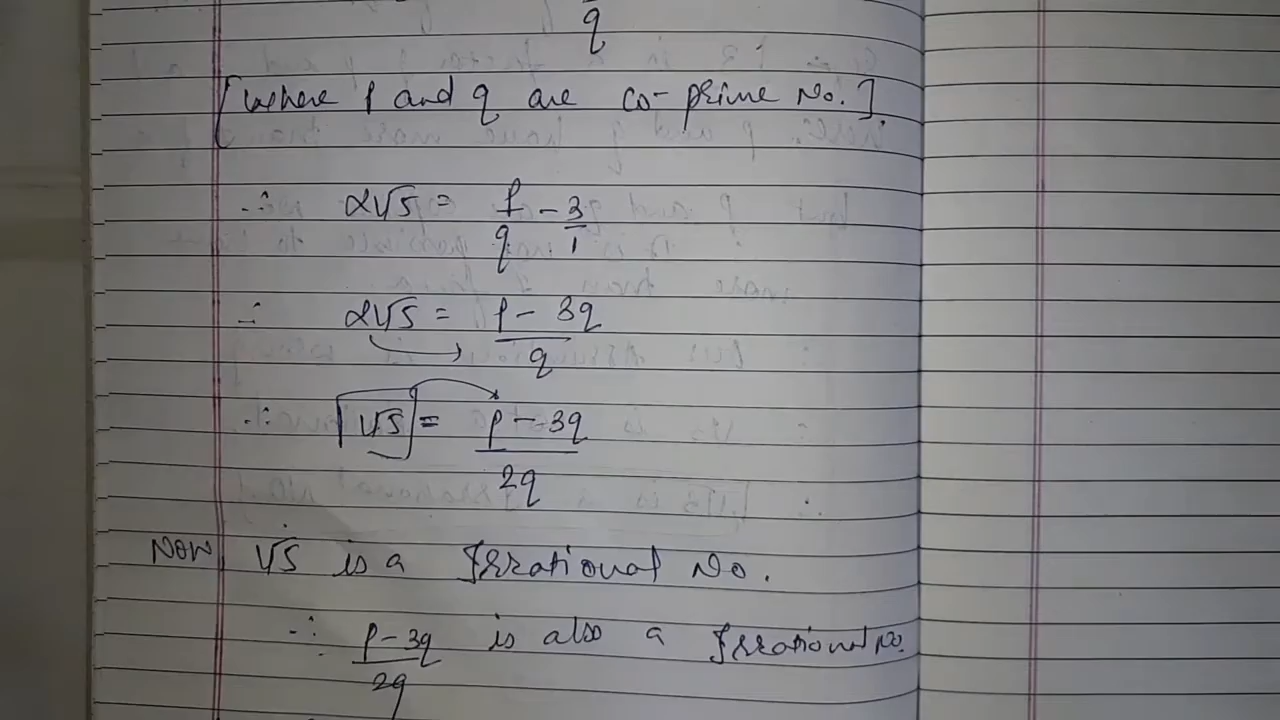 q
[where p and q are co-prime No.].
∴ 2√5 = p/q - 3/1
∴ 2√5 = p - 3q / q
∴ √5 = p - 3q / 2q
Now √5 is a Irrational No.
∴ p - 3q / 2q is also a Irrational No.